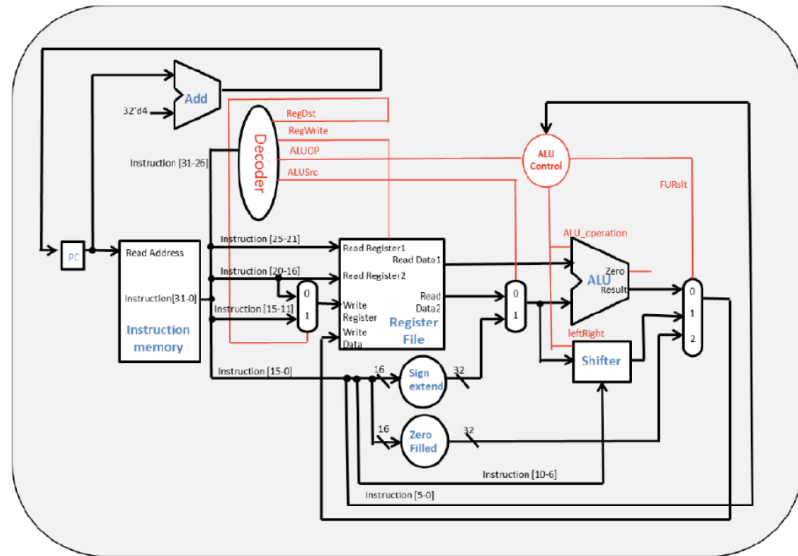 Add
32'd4
RegDst
RegWrite
ALUOP
ALUSrc
Decoder
Instruction [31-26]
ALU
Control
FURslt
ALU_operation
PC
Read Address
Instruction[31-0]
Instruction
memory
Instruction [25-21]
Instruction [20-16]
Instruction [15-11]
Instruction [15-0]
0
1
Read Register1
Read Data1
Read Register2
Write
Register
Write
Data
Read
Data2
Register
File
0
1
Zero
Result
ALU
leftRight
Shifter
0
1
2
16
Sign
extend
32
16
Zero
Filled
32
Instruction [10-6]
Instruction [5-0]